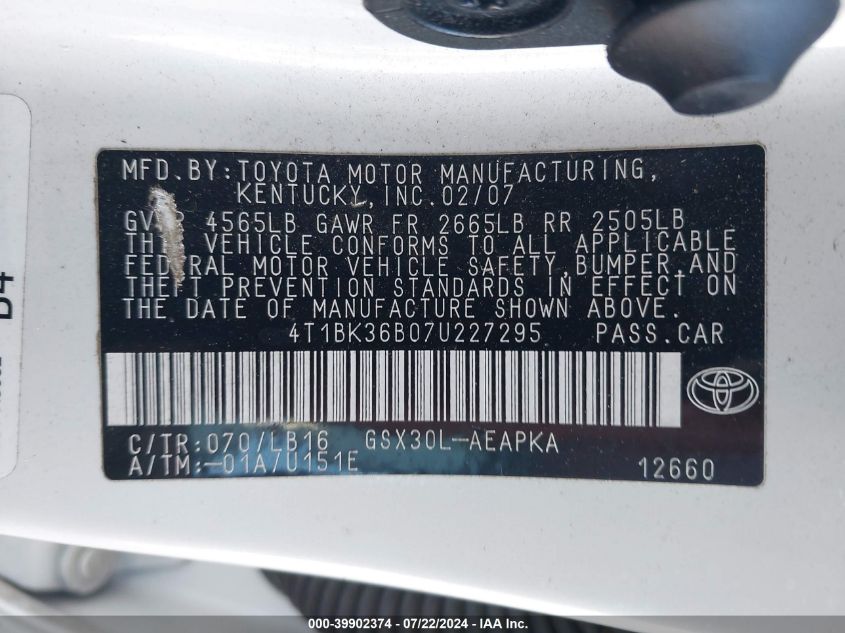 MFD.BY:TOYOTA MOTOR MANUFACTURING,
KENTUCKY,INC.02/07
4565LB GAWR FR 2665LB RR 2505LB
THIS VEHICLE CONFORMS TO ALL APPLICABLE
FEDERAL MOTOR VEHICLE SAFETY,BUMPER,AND
THEFT PREVENTION STANDARDS IN EFFECT ON
THE DATE OF MANUFACTURE SHOWN ABOVE.
4T1BK36B07U227295 PASS.CAR
C/TR:070/LB16 GSX30L-AEAPKA
A/TM:-01A/U151E
12660
000-39902374 / 07/22/2024 - IAA Inc.